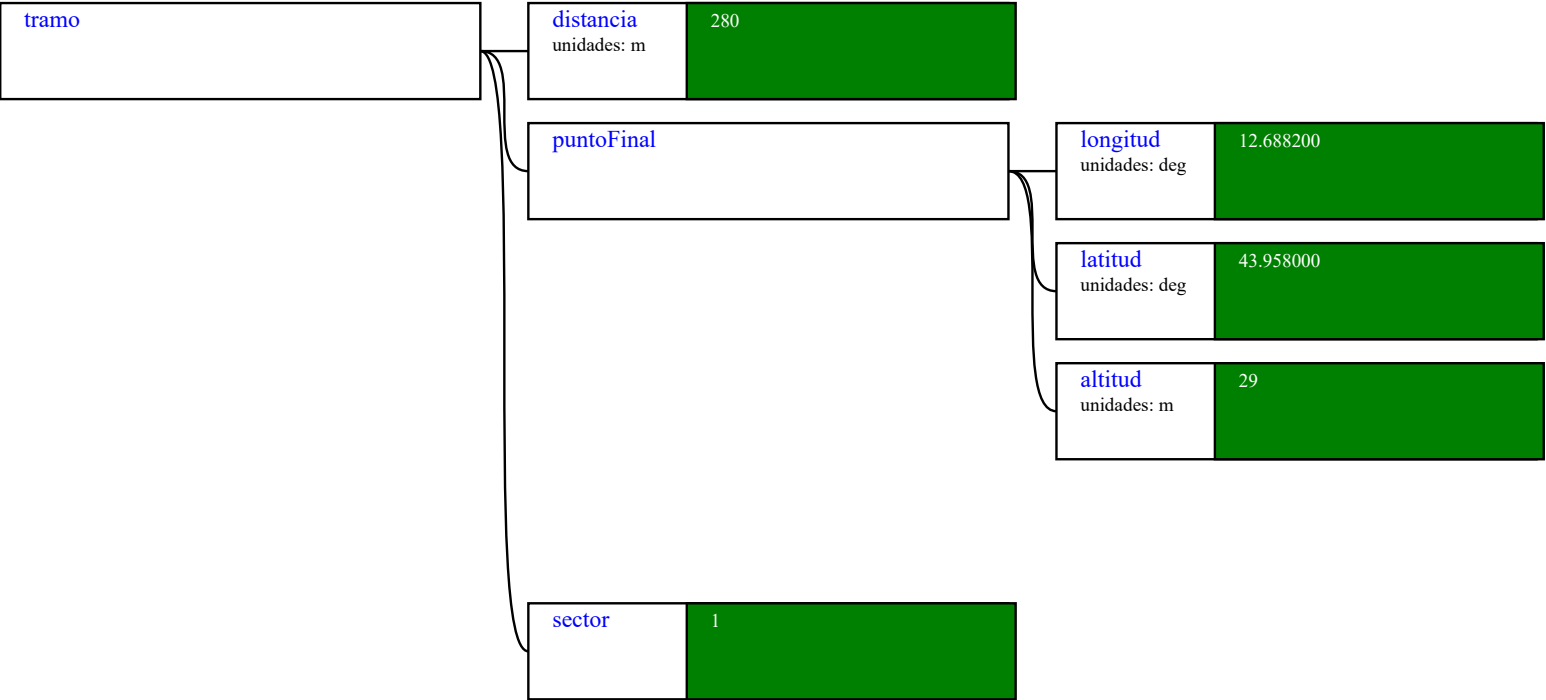 tramo
distancia
unidades: m
280
puntoFinal
longitud
unidades: deg
12.688200
latitud
unidades: deg
43.958000
altitud
unidades: m
29
sector
1